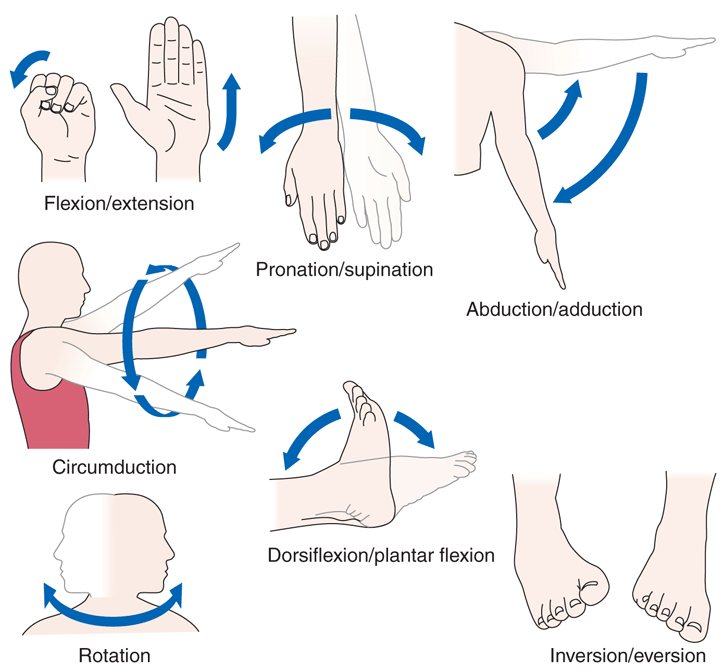 Flexion/extension
Pronation/supination
Abduction/adduction
Circumduction
Dorsiflexion/plantar flexion
Rotation
Inversion/eversion